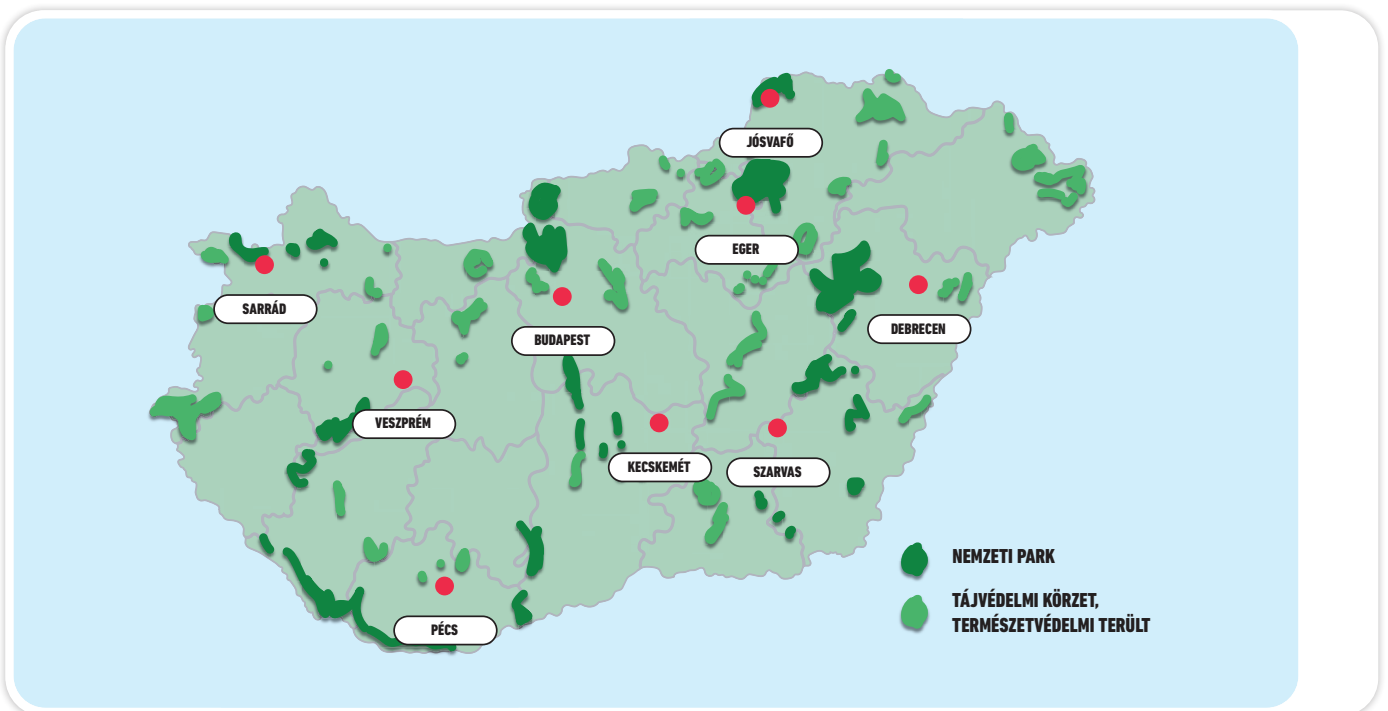 JÓSVAFŐ
EGER
SARRÁD
DEBRECEN
BUDAPEST
VESZPRÉM
KECSKEMÉT
SZARVAS
NEMZETI PARK
TÁJVÉDELMI KÖRZET,
TERMÉSZETVÉDELMI TERÜLT
PÉCS